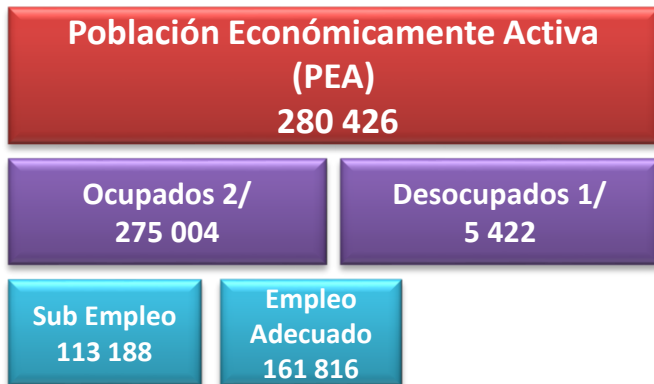 Población Económicamente Activa
(PEA)
280 426
Ocupados 2/
275 004
Desocupados 1/
5 422
Sub Empleo
113 188
Empleo
Adecuado
161 816